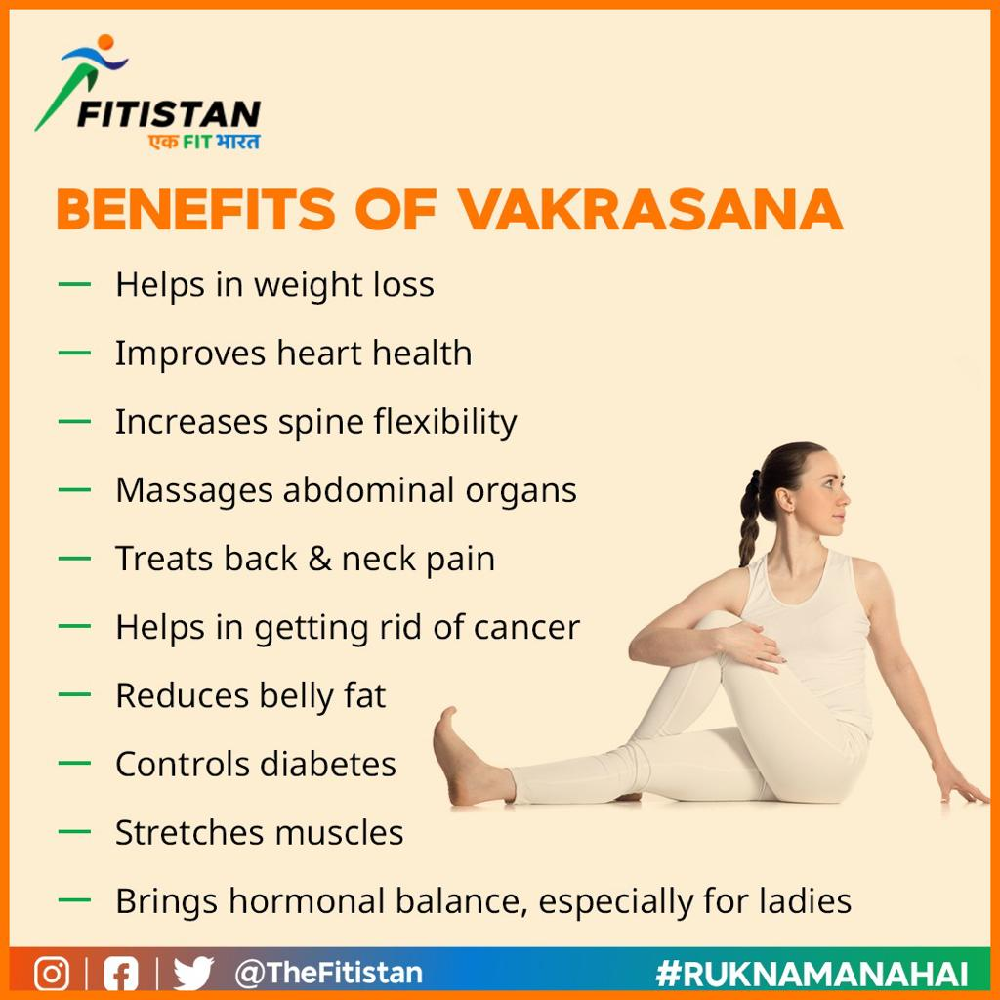 FITISTAN
एक FIT भारत
BENEFITS OF VAKRASANA
— Helps in weight loss
— Improves heart health
— Increases spine flexibility
— Massages abdominal organs
— Treats back & neck pain
— Helps in getting rid of cancer
— Reduces belly fat
— Controls diabetes
— Stretches muscles
— Brings hormonal balance, especially for ladies
@TheFitistan
#RUKNAMANAHAI